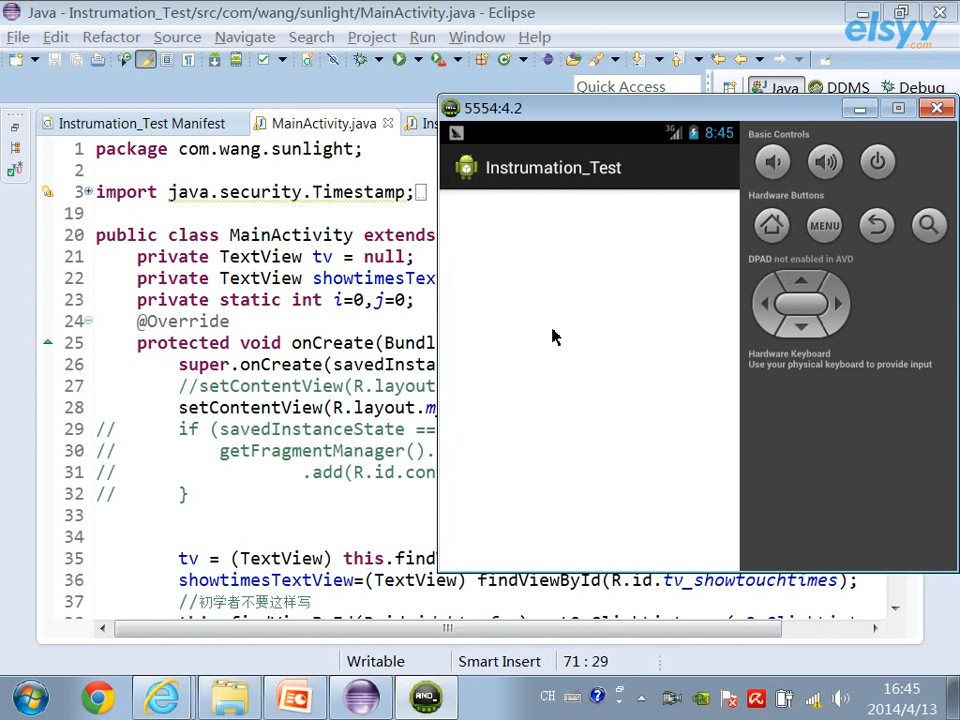 Java - Instrumation_Test/src/com/wang/sunlight/MainActivity.java - Eclipse
elsyy
.com
File Edit Refactor Source Navigate Search Project Run Window Help
Quick Access
Java DDMS Debug
Instrumation_Test Manifest
MainActivity.java
Ins
1 package com.wang.sunlight;
2
3 import java.security.Timestamp;
19
20 public class MainActivity extends
21 private TextView tv = null;
22 private TextView showtimesTex
23 private static int i=0,j=0;
24 @Override
25 protected void onCreate(Bundl
26 super.onCreate(savedInsta
27 //setContentView(R.layout
28 setContentView(R.layout.m
29 // if (savedInstanceState ==
30 // getFragmentManager().
31 // .add(R.id.con
32 // }
33
34
35 tv = (TextView) this.find
36 showtimesTextView=(TextView) findViewById(R.id.tv_showtouchtimes);
37 //初学者不要这样写
5554:4.2
3G 8:45
Instrumation_Test
Basic Controls
Hardware Buttons
MENU
DPAD not enabled in AVD
Hardware Keyboard
Use your physical keyboard to provide input
Writable Smart Insert 71 : 29
CH
16:45
2014/4/13